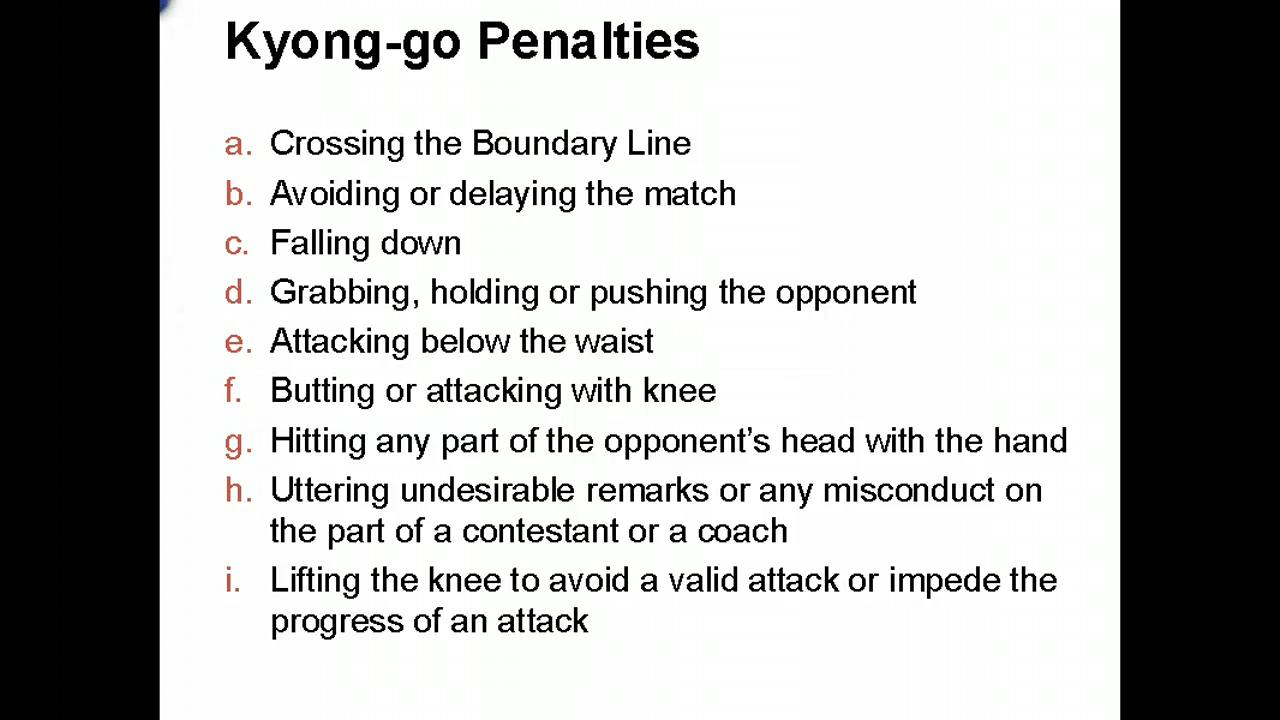 Kyong-go Penalties
a. Crossing the Boundary Line
b. Avoiding or delaying the match
c. Falling down
d. Grabbing, holding or pushing the opponent
e. Attacking below the waist
f. Butting or attacking with knee
g. Hitting any part of the opponent’s head with the hand
h. Uttering undesirable remarks or any misconduct on
the part of a contestant or a coach
i. Lifting the knee to avoid a valid attack or impede the
progress of an attack